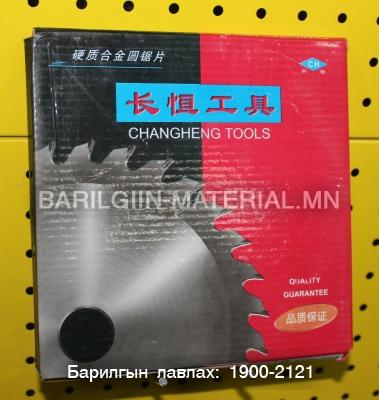 硬质合金圆锯片
CH
长恒工具
CHANGHENG TOOLS
BARILGIIN-MATERIAL.MN
QUALITY
GUARANTEE
品质保证
Барилгын лавлах: 1900-2121